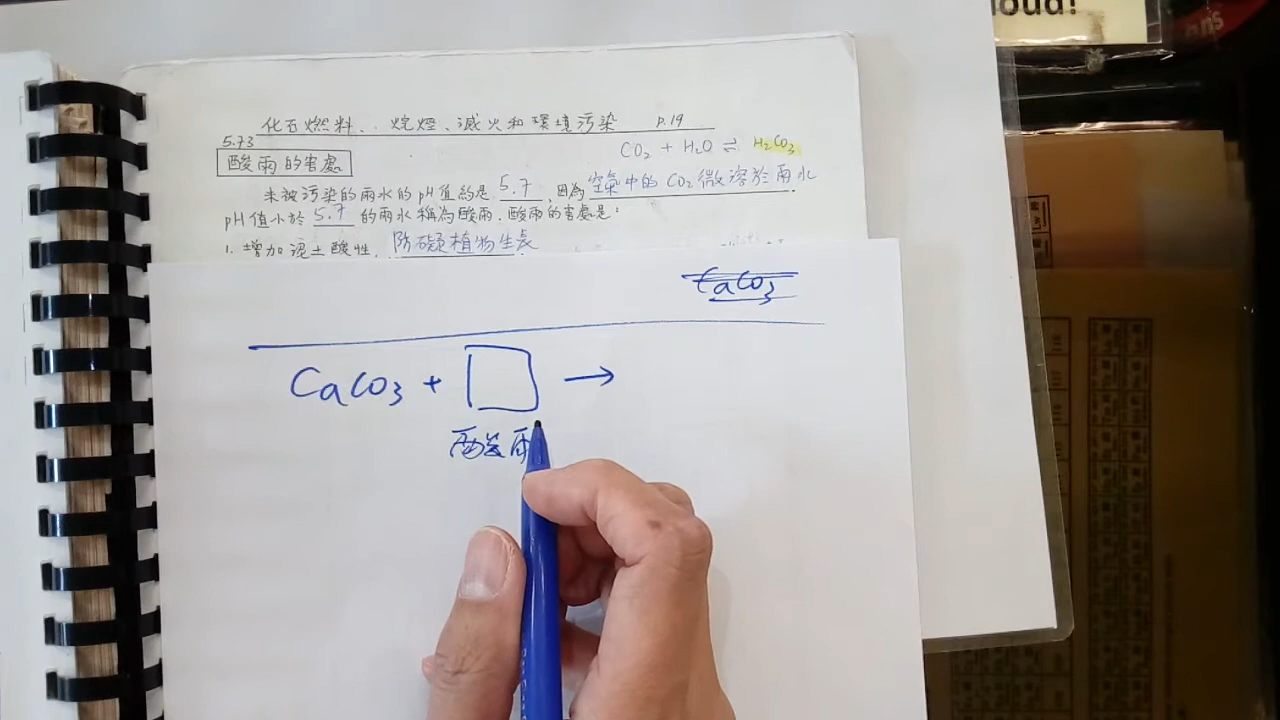 oud!
ons
化石燃料、烷烴、滅火和環境污染 P.19
5.73
CO₂ + H₂O ⇌ H₂CO₃
酸雨的害處
未被污染的雨水的pH值約是 5.7 ,因為 空氣中的CO₂微溶於雨水.
pH值小於 5.7 的雨水稱為酸雨.酸雨的害處是：
1. 增加泥土酸性, 防礙植物生長
CaCO₃
CaCO₃ + □ →
酸雨